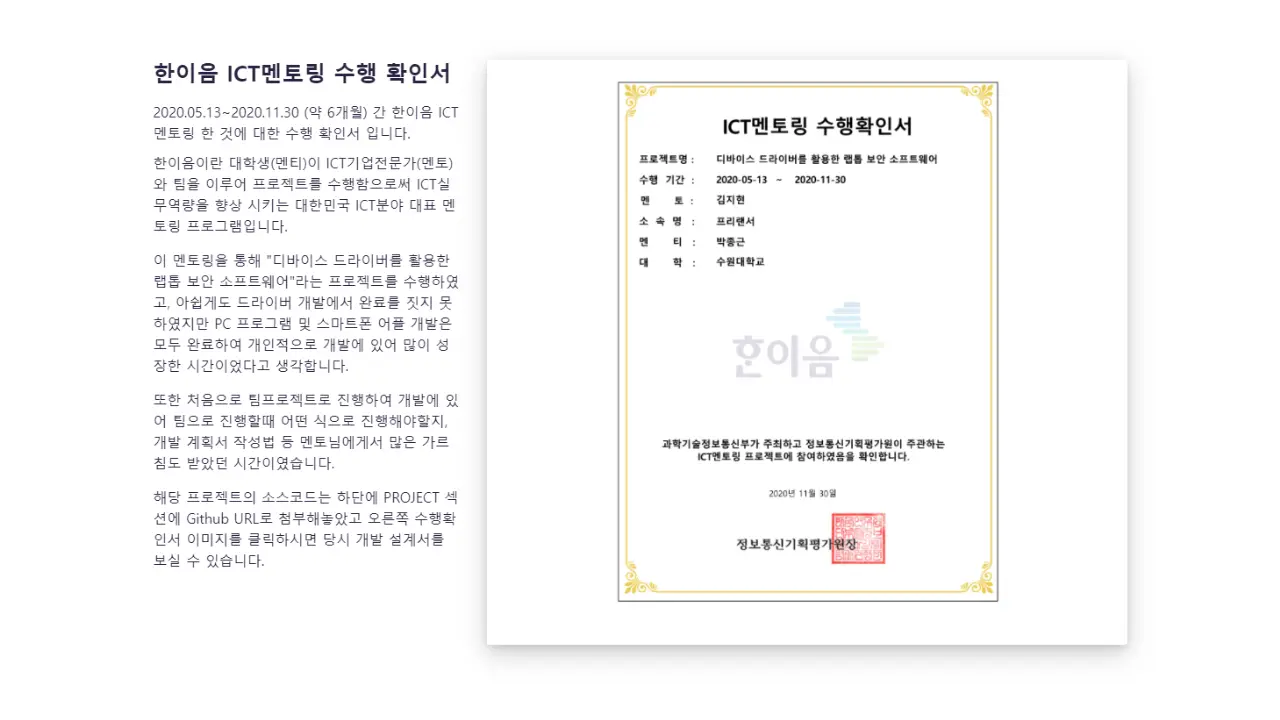 한이음 ICT멘토링 수행 확인서
2020.05.13~2020.11.30 (약 6개월) 간 한이음 ICT
멘토링 한 것에 대한 수행 확인서 입니다.
한이음이란 대학생(멘티)이 ICT기업전문가(멘토)
와 팀을 이루어 프로젝트를 수행함으로써 ICT실
무역량을 향상 시키는 대한민국 ICT분야 대표 멘
토링 프로그램입니다.
이 멘토링을 통해 "디바이스 드라이버를 활용한
랩톱 보안 소프트웨어"라는 프로젝트를 수행하였
고, 아쉽게도 드라이버 개발에서 완료를 짓지 못
하였지만 PC 프로그램 및 스마트폰 어플 개발은
모두 완료하여 개인적으로 개발에 있어 많이 성
장한 시간이었다고 생각합니다.
또한 처음으로 팀프로젝트로 진행하여 개발에 있
어 팀으로 진행할때 어떤 식으로 진행해야할지,
개발 계획서 작성법 등 멘토님에게서 많은 가르
침도 받았던 시간이였습니다.
해당 프로젝트의 소스코드는 하단에 PROJECT 섹
션에 Github URL로 첨부해놓았고 오른쪽 수행확
인서 이미지를 클릭하시면 당시 개발 설계서를
보실 수 있습니다.
ICT멘토링 수행확인서
프로젝트명 : 디바이스 드라이버를 활용한 랩톱 보안 소프트웨어
수행 기간 : 2020-05-13 ~ 2020-11-30
멘 토 : 김지현
소 속 명 : 프리랜서
멘 티 : 박종근
대 학 : 수원대학교
한이음
과학기술정보통신부가 주최하고 정보통신기획평가원이 주관하는
ICT멘토링 프로젝트에 참여하였음을 확인합니다.
2020년 11월 30일
정보통신기획평가원장